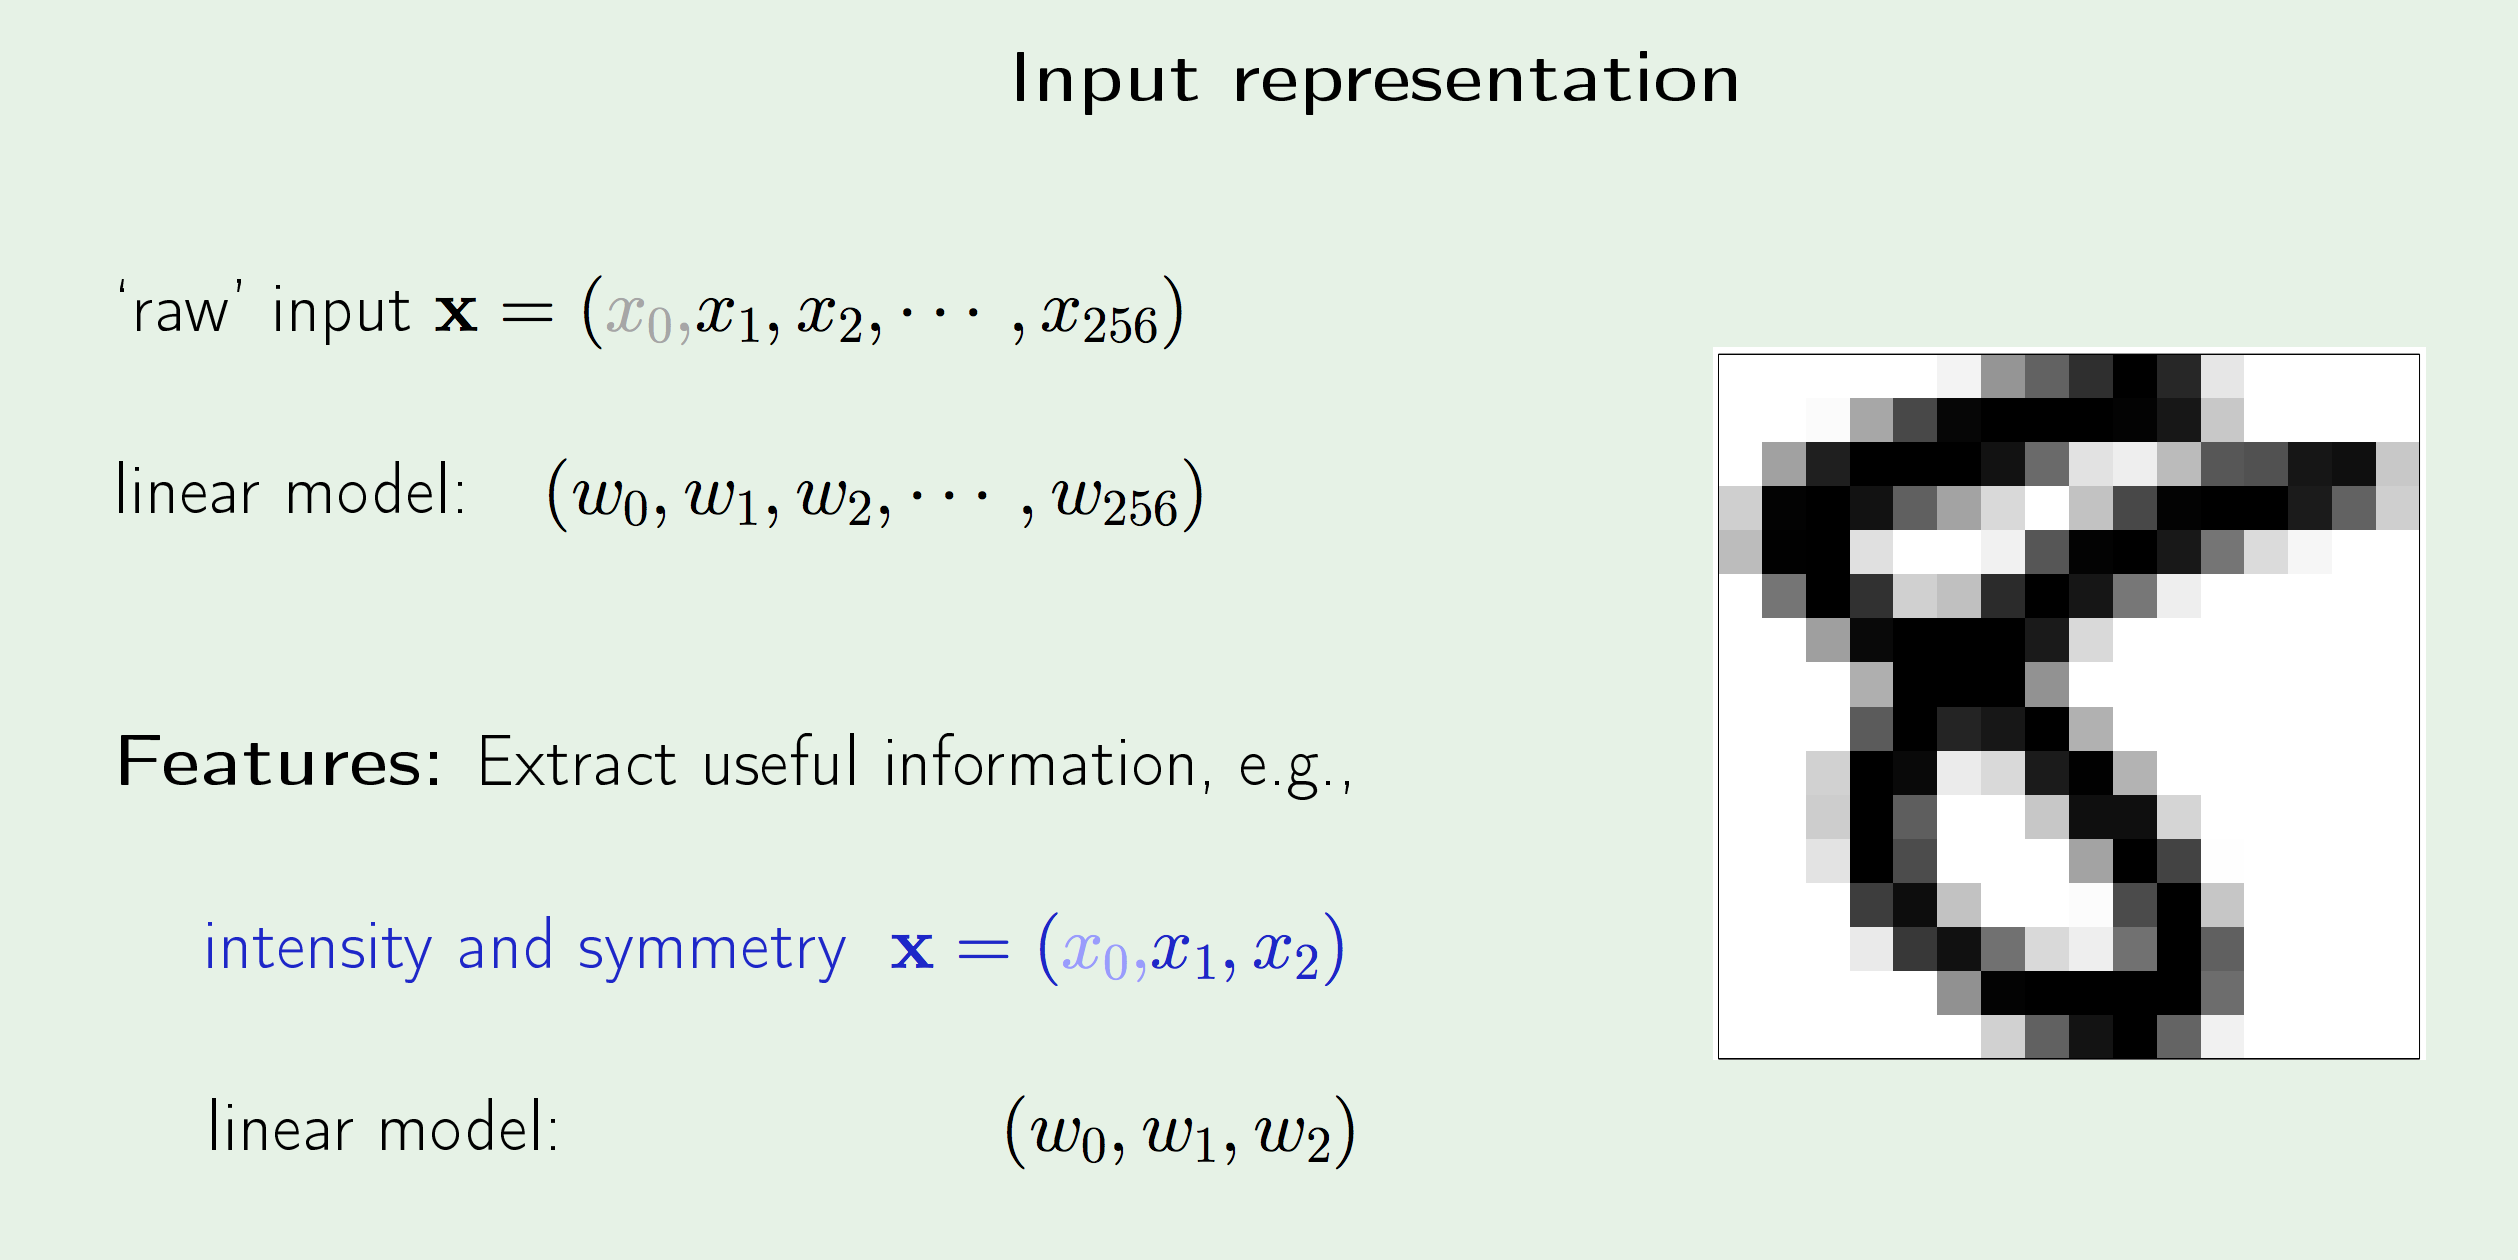 Input representation
‘raw’ input x = (x₀,x₁, x₂, ⋯ , x₂₅₆)
linear model: (w₀, w₁, w₂, ⋯ , w₂₅₆)
Features: Extract useful information, e.g.,
intensity and symmetry x = (x₀,x₁, x₂)
linear model: (w₀, w₁, w₂)